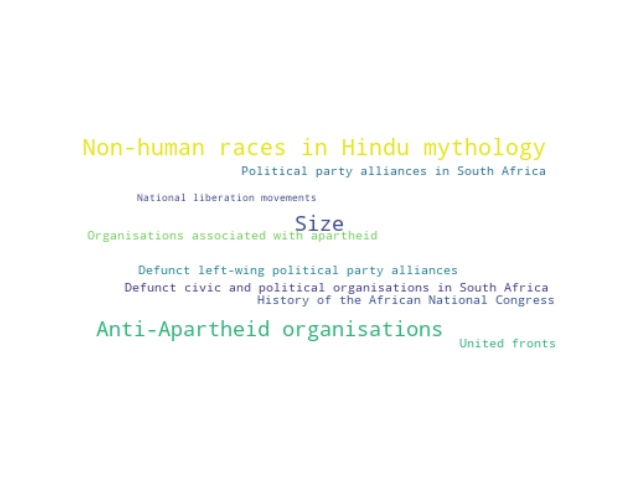 Non-human races in Hindu mythology
Political party alliances in South Africa
National liberation movements
Size
Organisations associated with apartheid
Defunct left-wing political party alliances
Defunct civic and political organisations in South Africa
History of the African National Congress
Anti-Apartheid organisations
United fronts